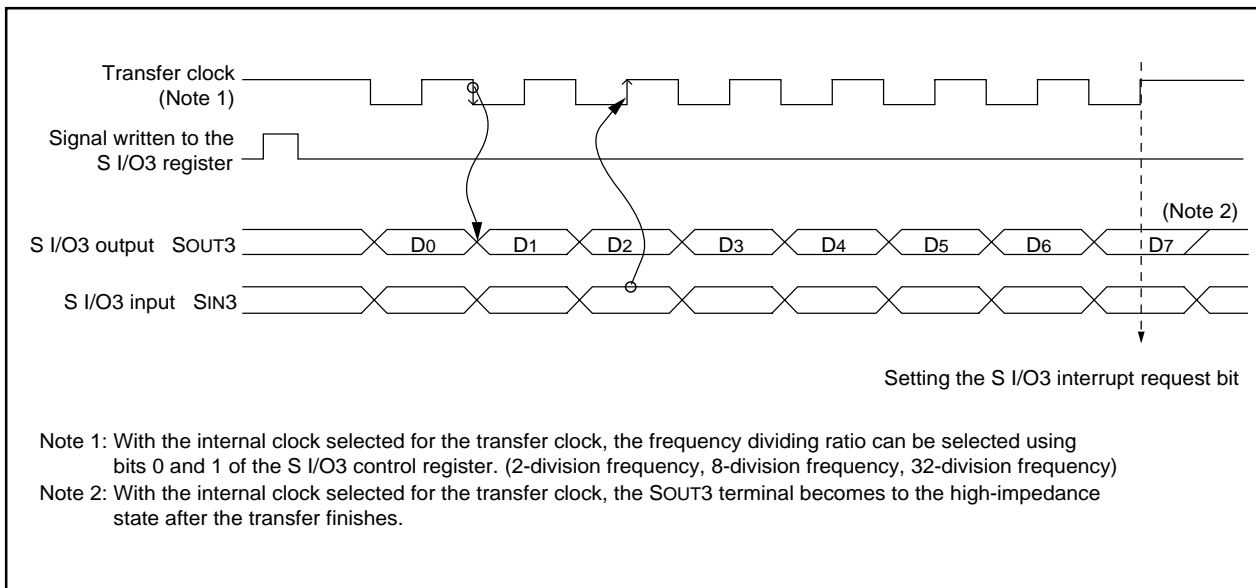 Transfer clock
(Note 1)
Signal written to the
S I/O3 register
(Note 2)
S I/O3 output SOUT3
D0 D1 D2 D3 D4 D5 D6 D7
S I/O3 input SIN3
Setting the S I/O3 interrupt request bit
Note 1: With the internal clock selected for the transfer clock, the frequency dividing ratio can be selected using
bits 0 and 1 of the S I/O3 control register. (2-division frequency, 8-division frequency, 32-division frequency)
Note 2: With the internal clock selected for the transfer clock, the SOUT3 terminal becomes to the high-impedance
state after the transfer finishes.